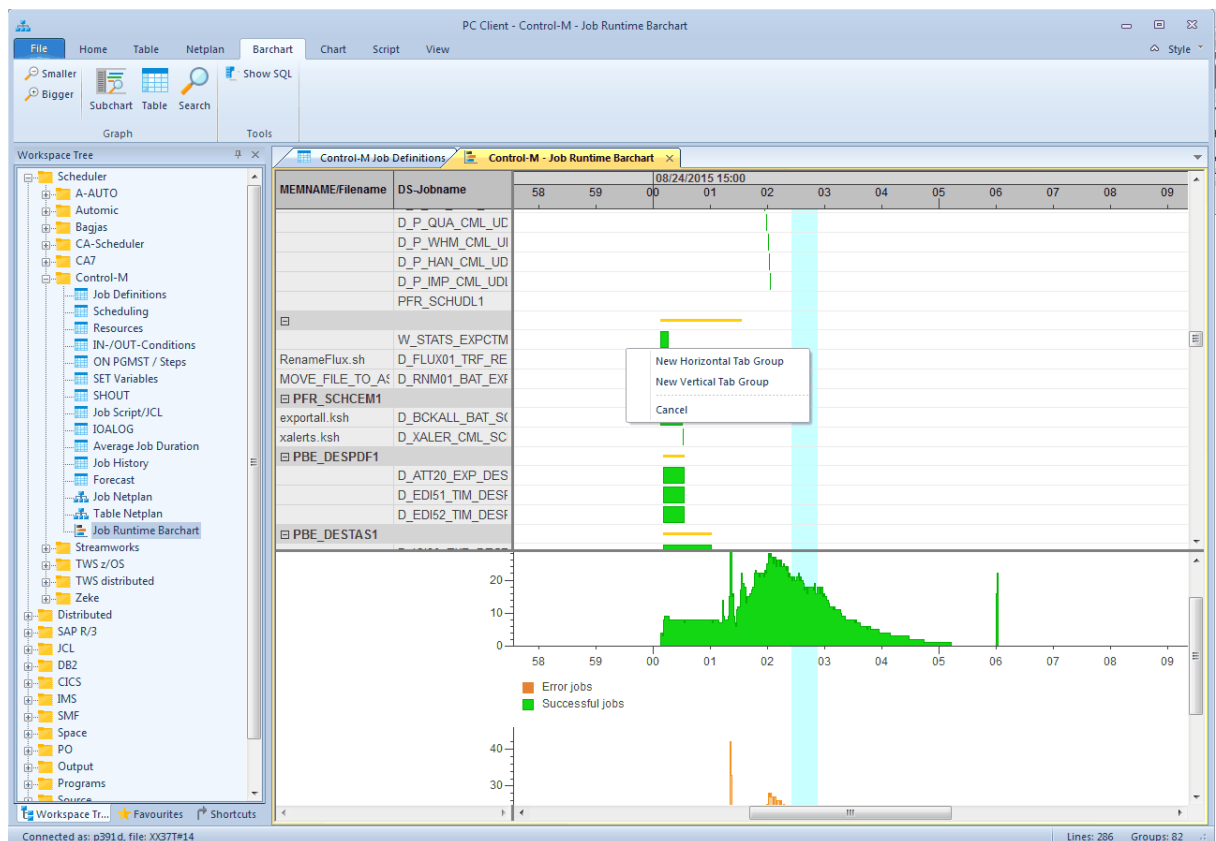 PC Client - Control-M - Job Runtime Barchart
File Home Table Netplan Barchart Chart Script View Style
Smaller
Bigger
Subchart Table Search
Show SQL
Graph Tools
Workspace Tree
Scheduler
A-AUTO
Automic
Bagjas
CA-Scheduler
CA7
Control-M
Job Definitions
Scheduling
Resources
IN-/OUT-Conditions
ON PGMST / Steps
SET Variables
SHOUT
Job Script/JCL
IOALOG
Average Job Duration
Job History
Forecast
Job Netplan
Table Netplan
Job Runtime Barchart
Streamworks
TWS z/OS
TWS distributed
Zeke
Distributed
SAP R/3
JCL
DB2
CICS
IMS
SMF
Space
PO
Output
Programs
Source
Workspace Tr... Favourites Shortcuts
Control-M Job Definitions Control-M - Job Runtime Barchart
MEMNAME/Filename DS-Jobname
08/24/2015 15:00
58 59 00 01 02 03 04 05 06 07 08 09
D_P_QUA_CML_UD
D_P_WHM_CML_UI
D_P_HAN_CML_UD
D_P_IMP_CML_UDI
PFR_SCHUDL1
W_STATS_EXPCTM
RenameFlux.sh D_FLUX01_TRF_RE
MOVE_FILE_TO_AS D_RNM01_BAT_EXF
PFR_SCHCEM1
exportall.ksh D_BCKALL_BAT_S
xalerts.ksh D_XALER_CML_SC
PBE_DESPDF1
D_ATT20_EXP_DES
D_EDI51_TIM_DESF
D_EDI52_TIM_DESF
PBE_DESTAS1
New Horizontal Tab Group
New Vertical Tab Group
Cancel
20
10
0
58 59 00 01 02 03 04 05 06 07 08 09
Error jobs
Successful jobs
40
30
Connected as: p391d, file: XX37T#14
Lines: 286 Groups: 82